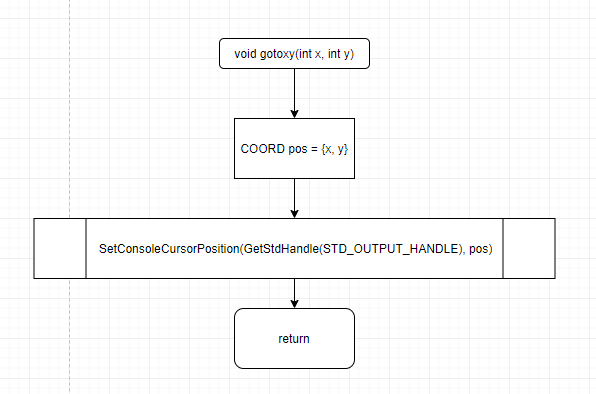 void gotoxy(int x, int y)
COORD pos = {x, y}
SetConsoleCursorPosition(GetStdHandle(STD_OUTPUT_HANDLE), pos)
return